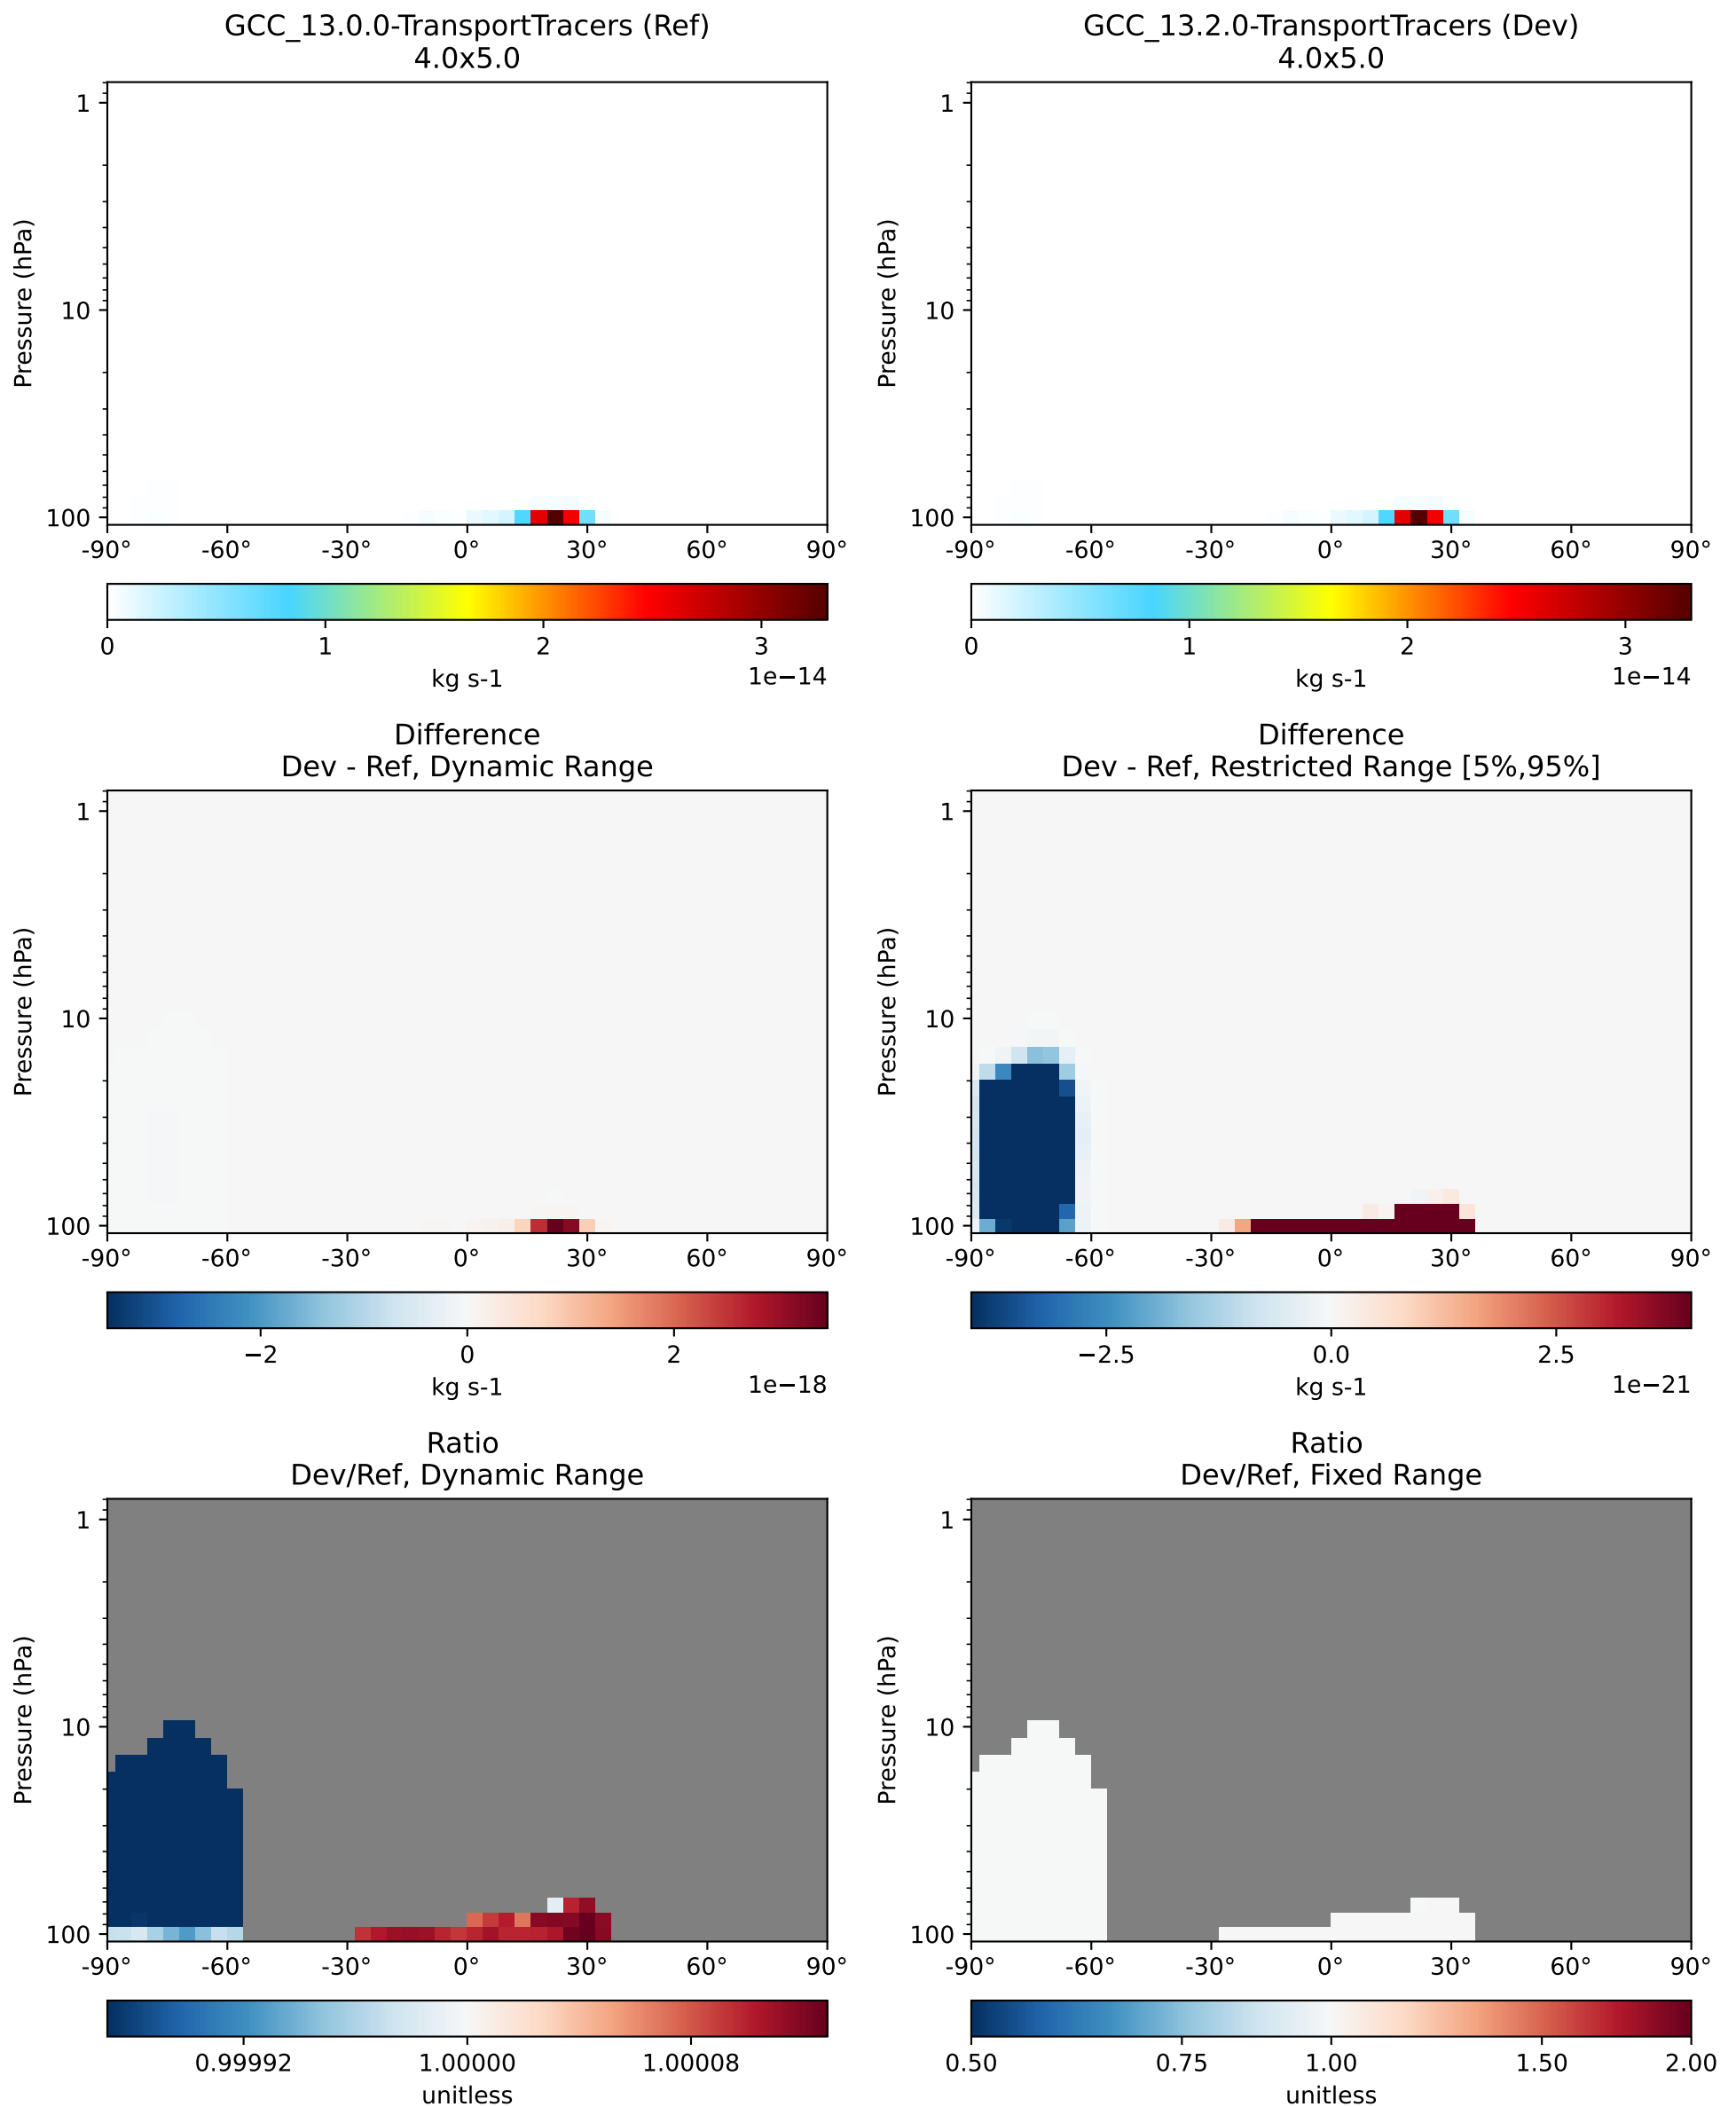 GCC_13.0.0-TransportTracers (Ref)
4.0x5.0
Pressure (hPa)
1
10
100
-90° -60° -30° 0° 30° 60° 90°
0 1 2 3
1e−14
kg s-1
GCC_13.2.0-TransportTracers (Dev)
4.0x5.0
Pressure (hPa)
1
10
100
-90° -60° -30° 0° 30° 60° 90°
0 1 2 3
1e−14
kg s-1
Difference
Dev - Ref, Dynamic Range
Pressure (hPa)
1
10
100
-90° -60° -30° 0° 30° 60° 90°
−2 0 2
1e−18
kg s-1
Difference
Dev - Ref, Restricted Range [5%,95%]
Pressure (hPa)
1
10
100
-90° -60° -30° 0° 30° 60° 90°
−2.5 0.0 2.5
1e−21
kg s-1
Ratio
Dev/Ref, Dynamic Range
Pressure (hPa)
1
10
100
-90° -60° -30° 0° 30° 60° 90°
0.99992 1.00000 1.00008
unitless
Ratio
Dev/Ref, Fixed Range
Pressure (hPa)
1
10
100
-90° -60° -30° 0° 30° 60° 90°
0.50 0.75 1.00 1.50 2.00
unitless